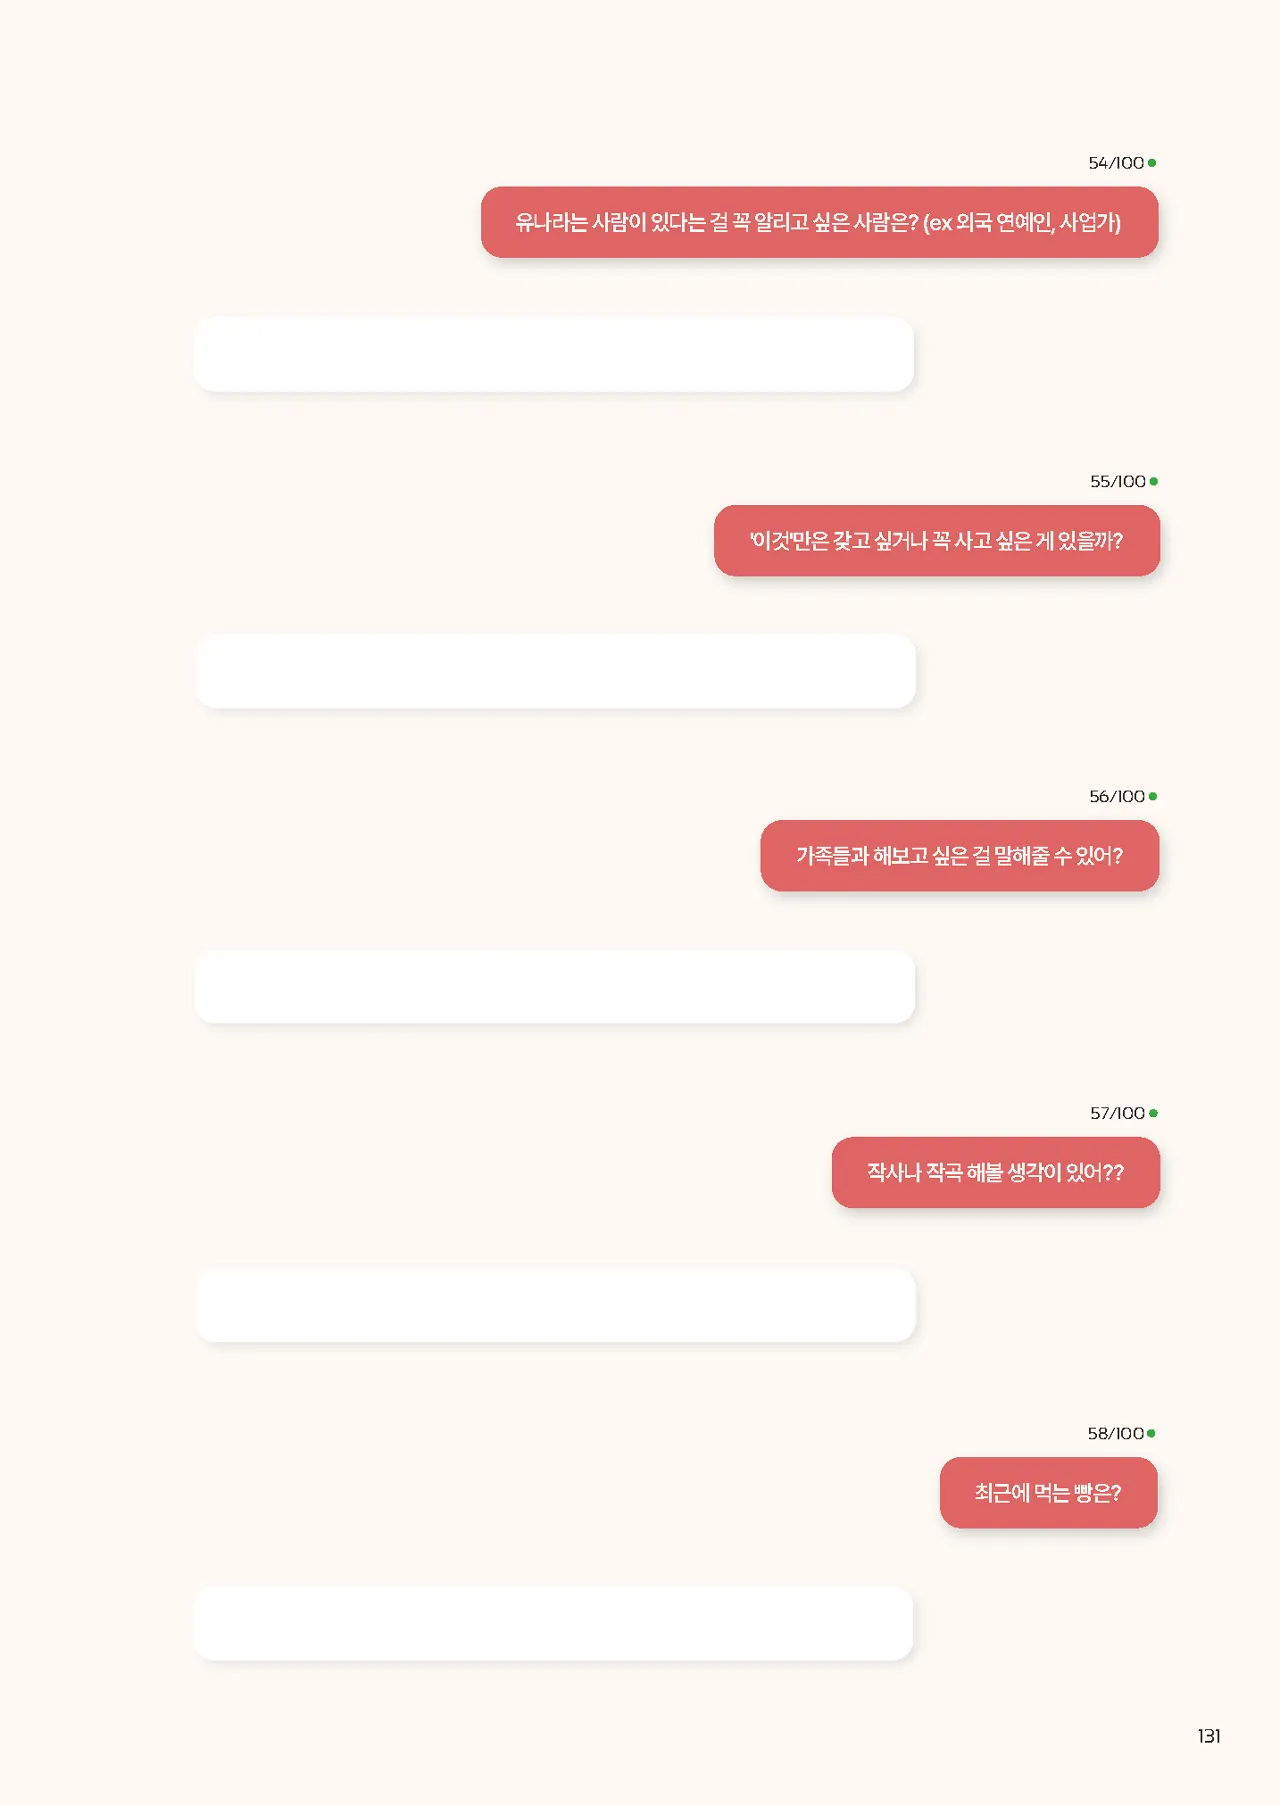 54/100
유나라는 사람이 있다는 걸 꼭 알리고 싶은 사람은? (ex 외국 연예인, 사업가)
55/100
'이것'만은 갖고 싶거나 꼭 사고 싶은 게 있을까?
56/100
가족들과 해보고 싶은 걸 말해줄 수 있어?
57/100
작사나 작곡 해볼 생각이 있어??
58/100
최근에 먹는 빵은?
131